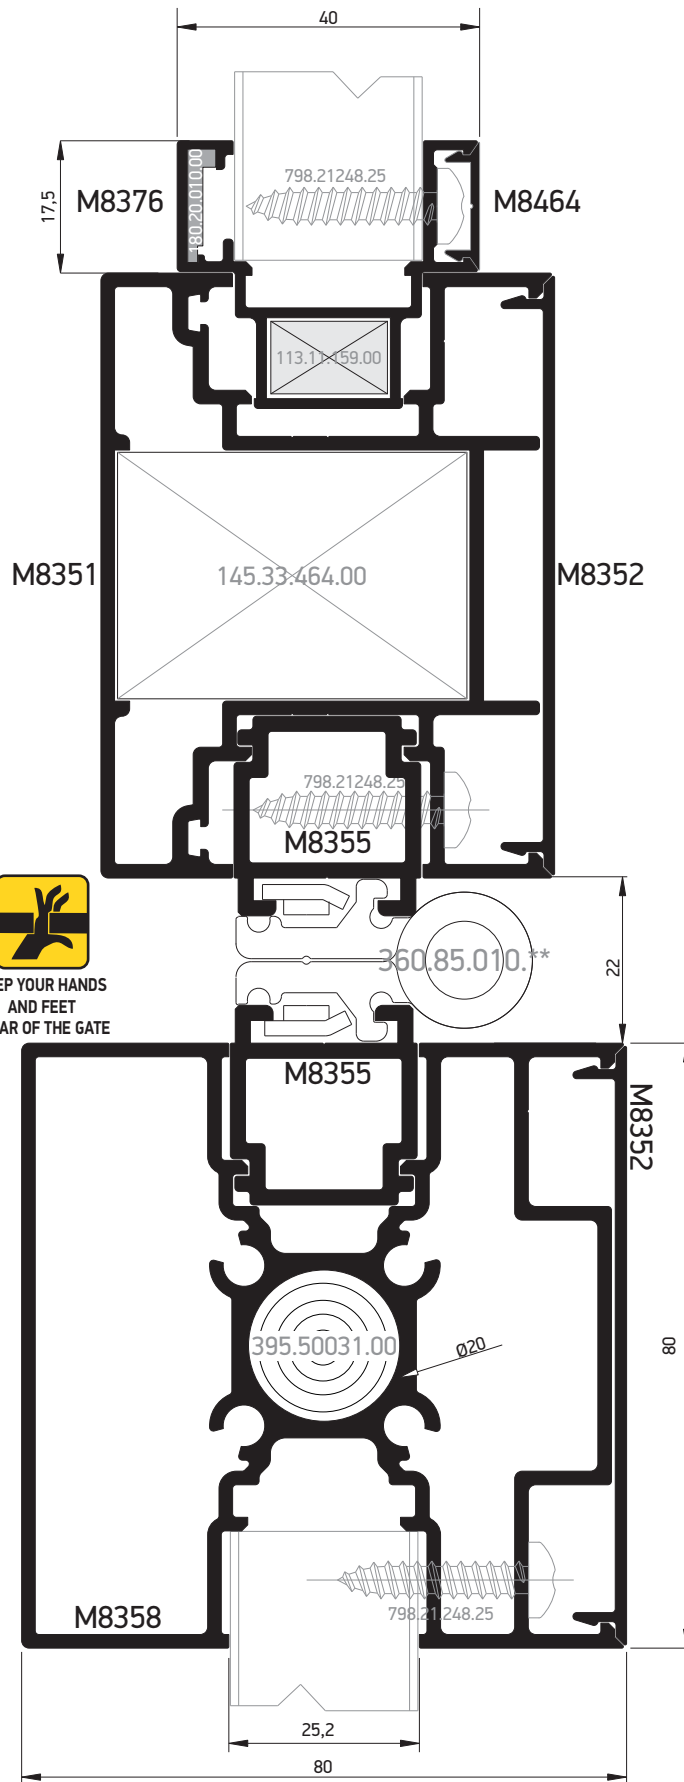 40
798.21248.25
180.20.010.00
17,5
M8376
M8464
113.11.159.00
M8351
145.33.464.00
M8352
798.21248.25
M8355
EP YOUR HANDS
AND FEET
AR OF THE GATE
360.85.010.**
22
M8355
M8352
395.50031.00
Ø20
80
798.21.248.25
M8358
25,2
80